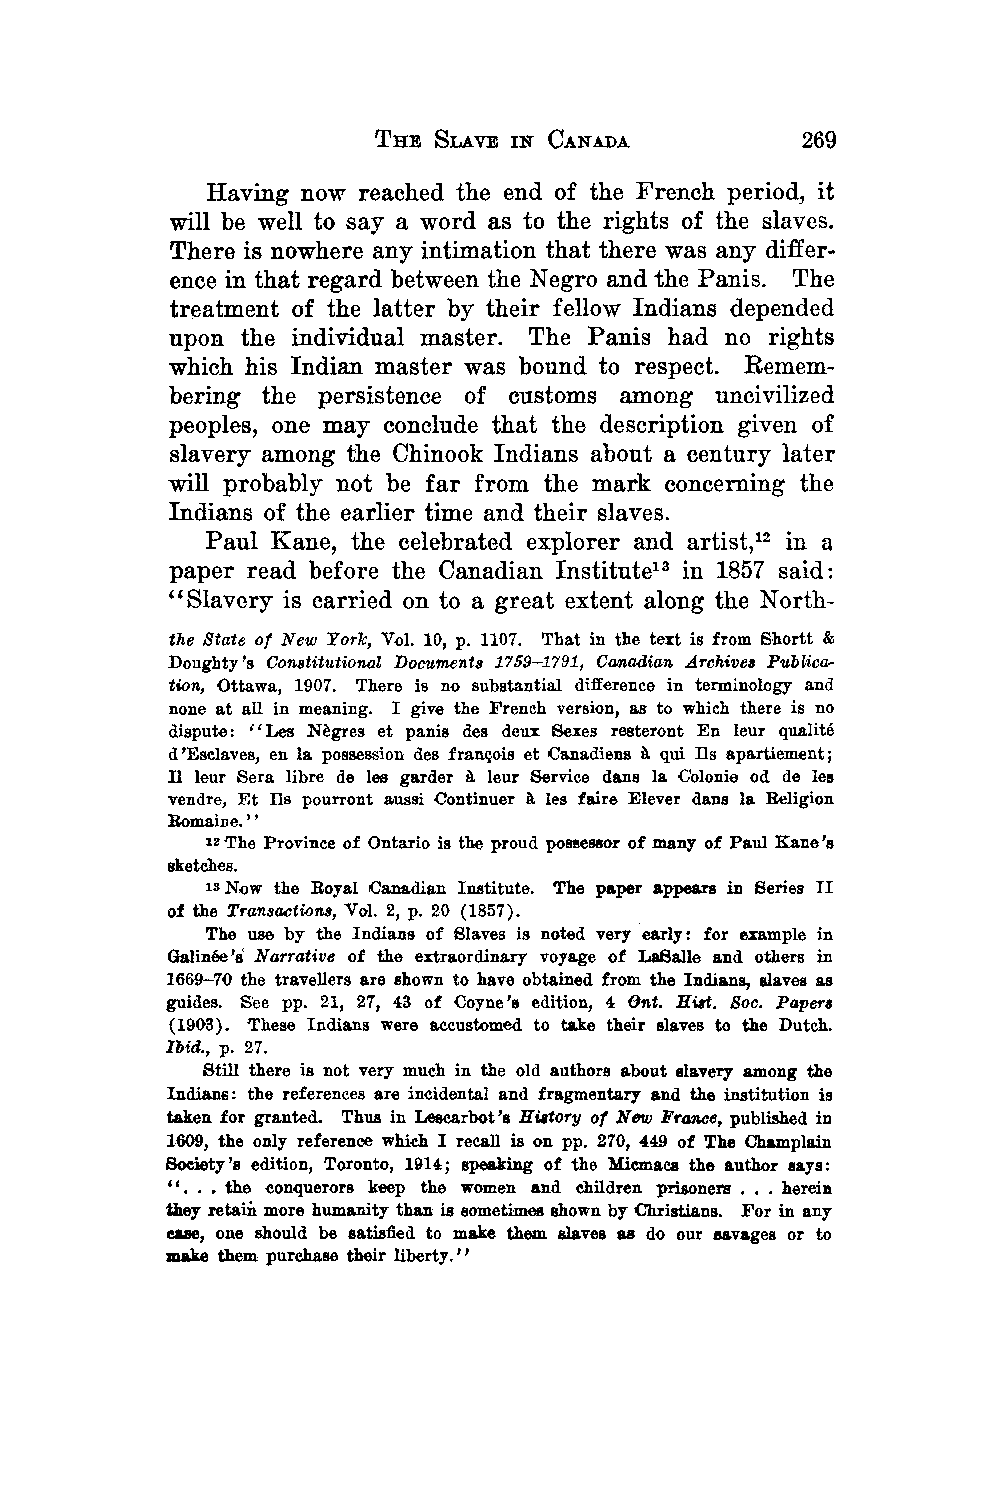 THE SLAVE IN CANADA 269
Having now reached the end of the French period, it
will be well to say a word as to the rights of the slaves.
There is nowhere any intimation that there was any differ-
ence in that regard between the Negro and the Panis. The
treatment of the latter by their fellow Indians depended
upon the individual master. The Panis had no rights
which his Indian master was bound to respect. Remem-
bering the persistence of customs among uncivilized
peoples, one may conclude that the description given of
slavery among the Chinook Indians about a century later
will probably not be far from the mark concerning the
Indians of the earlier time and their slaves.
Paul Kane, the celebrated explorer and artist,¹² in a
paper read before the Canadian Institute¹³ in 1857 said:
“Slavery is carried on to a great extent along the North-
the State of New York, Vol. 10, p. 1107. That in the text is from Shortt &
Doughty's Constitutional Documents 1759–1791, Canadian Archives Publica-
tion, Ottawa, 1907. There is no substantial difference in terminology and
none at all in meaning. I give the French version, as to which there is no
dispute: “Les Nègres et panis des deux Sexes resteront En leur qualité
d'Esclaves, en la possession des françois et Canadiens à qui Ils apartiement;
Il leur Sera libre de les garder à leur Service dans la Colonie od de les
vendre, Et Ils pourront aussi Continuer à les faire Elever dans la Religion
Romaine.”
¹² The Province of Ontario is the proud possessor of many of Paul Kane's
sketches.
¹³ Now the Royal Canadian Institute. The paper appears in Series II
of the Transactions, Vol. 2, p. 20 (1857).
The use by the Indians of Slaves is noted very early: for example in
Galinée's Narrative of the extraordinary voyage of LaSalle and others in
1669–70 the travellers are shown to have obtained from the Indians, slaves as
guides. See pp. 21, 27, 43 of Coyne's edition, 4 Ont. Hist. Soc. Papers
(1903). These Indians were accustomed to take their slaves to the Dutch.
Ibid., p. 27.
Still there is not very much in the old authors about slavery among the
Indians: the references are incidental and fragmentary and the institution is
taken for granted. Thus in Lescarbot's History of New France, published in
1609, the only reference which I recall is on pp. 270, 449 of The Champlain
Society's edition, Toronto, 1914; speaking of the Micmacs the author says:
“. . . the conquerors keep the women and children prisoners . . . herein
they retain more humanity than is sometimes shown by Christians. For in any
case, one should be satisfied to make them slaves as do our savages or to
make them purchase their liberty.”